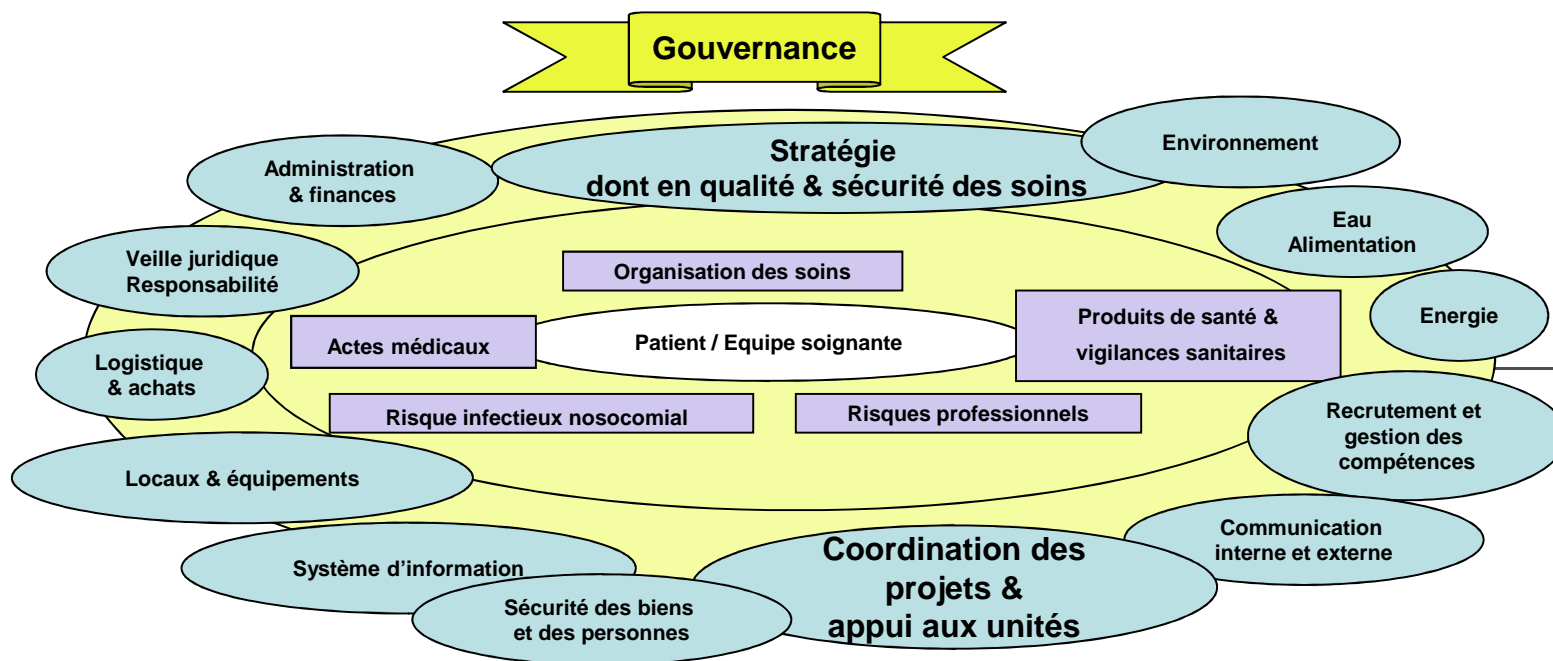 Gouvernance
Stratégie
dont en qualité & sécurité des soins
Environnement
Administration
& finances
Eau
Alimentation
Veille juridique
Responsabilité
Organisation des soins
Energie
Produits de santé &
vigilances sanitaires
Patient / Equipe soignante
Actes médicaux
Logistique
& achats
Risque infectieux nosocomial
Risques professionnels
Recrutement et
gestion des
compétences
Locaux & équipements
Communication
interne et externe
Système d’information
Coordination des
projets &
appui aux unités
Sécurité des biens
et des personnes